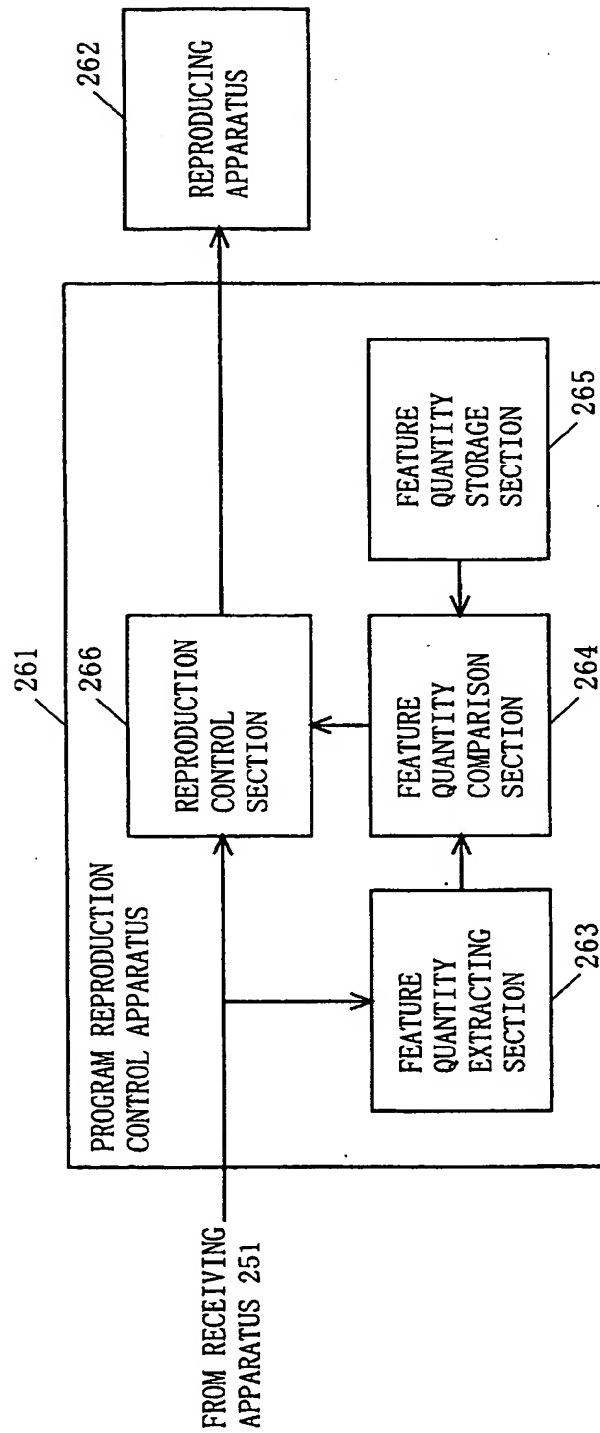 FROM RECEIVING
APPARATUS 251
PROGRAM REPRODUCTION
CONTROL APPARATUS
261
266
REPRODUCTION
CONTROL
SECTION
262
REPRODUCING
APPARATUS
FEATURE
QUANTITY
EXTRACTING
SECTION
263
FEATURE
QUANTITY
COMPARISON
SECTION
264
FEATURE
QUANTITY
STORAGE
SECTION
265